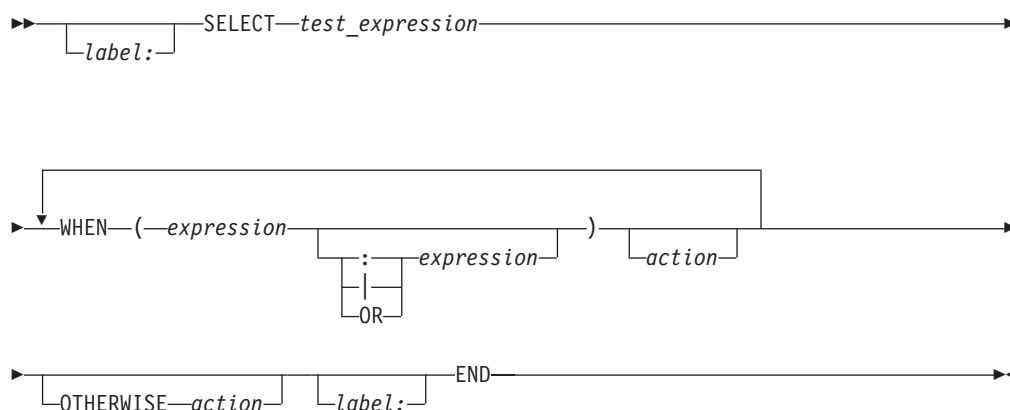 SELECT test_expression
label:
WHEN ( expression )
: expression action
|
OR
END
OTHERWISE action label: